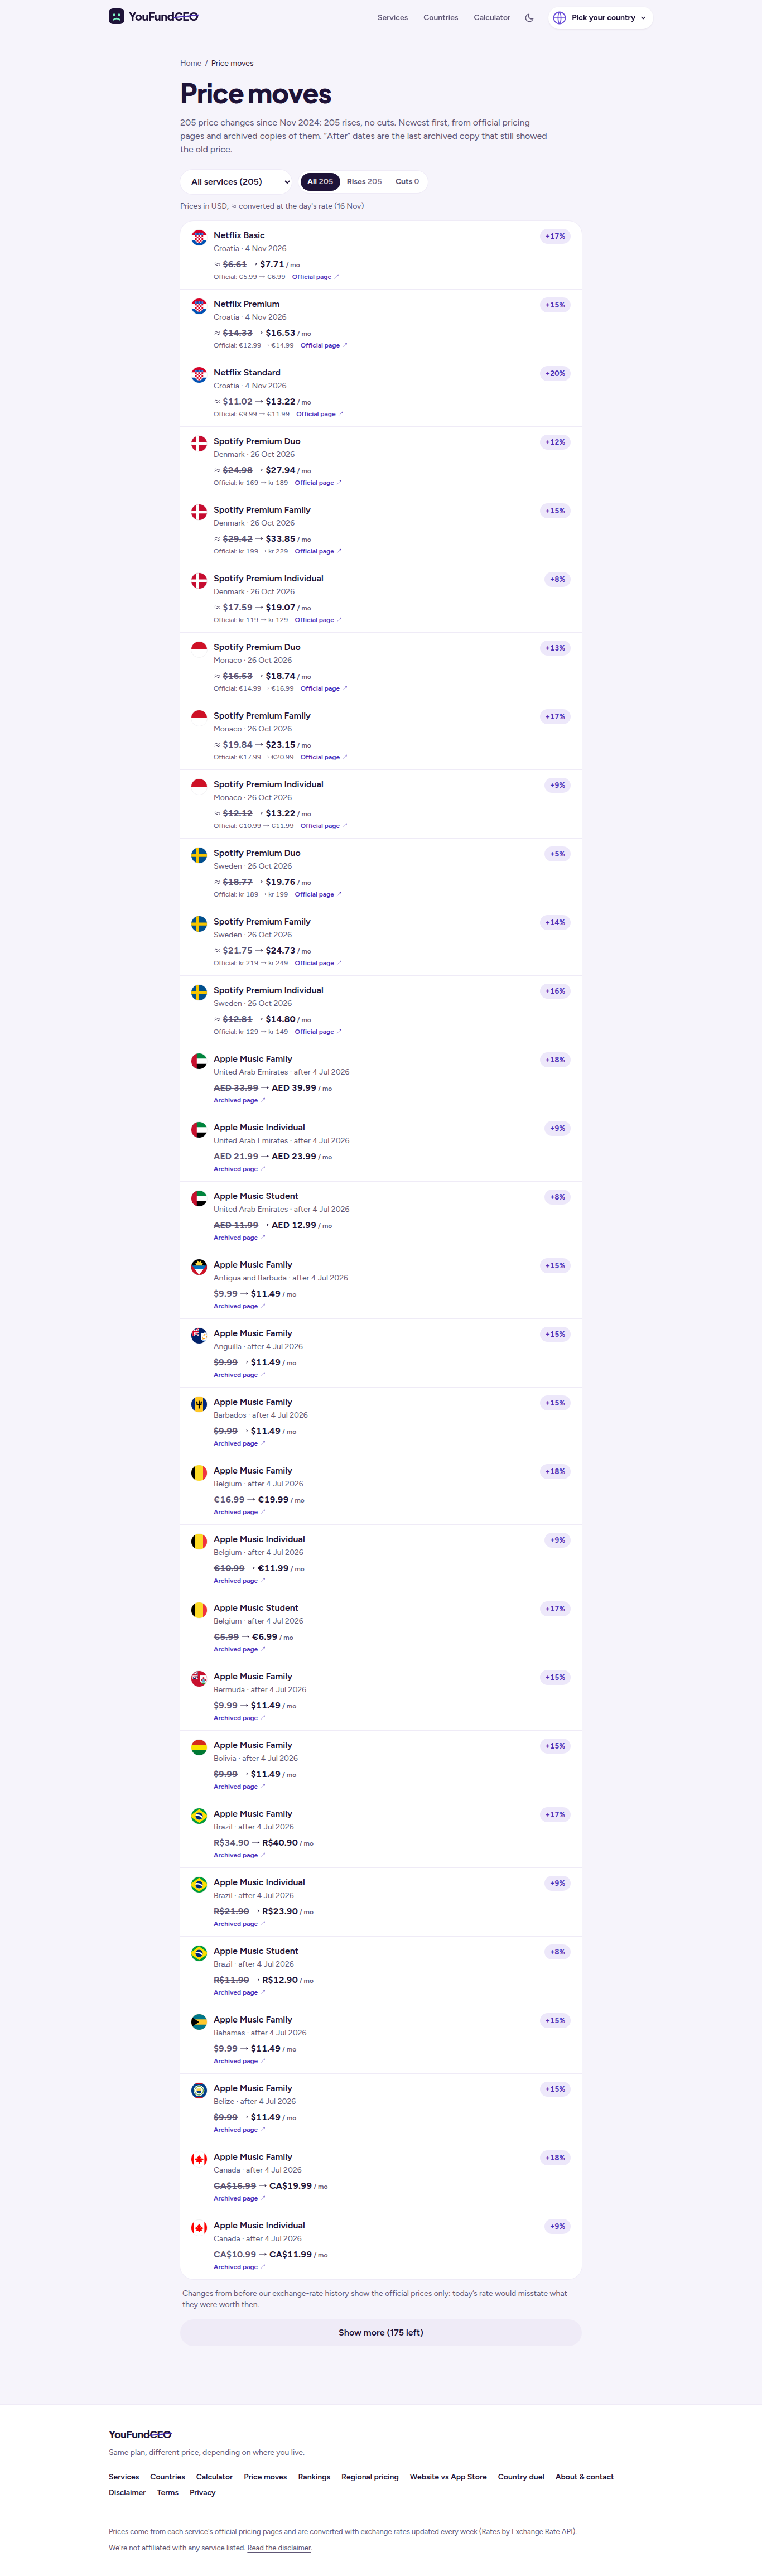 YouFundCEO
Services Countries Calculator Pick your country
Home / Price moves
Price moves
205 price changes since Nov 2024: 205 rises, no cuts. Newest first, from official pricing
pages and archived copies of them. "After" dates are the last archived copy that still showed
the old price.
All services (205) All 205 Rises 205 Cuts 0
Prices in USD, ≈ converted at the day's rate (16 Nov)
Netflix Basic +17%
Croatia · 4 Nov 2026
≈ $6.61 → $7.71 / mo
Official: €5.99 → €6.99 Official page ↗
Netflix Premium +15%
Croatia · 4 Nov 2026
≈ $14.33 → $16.53 / mo
Official: €12.99 → €14.99 Official page ↗
Netflix Standard +20%
Croatia · 4 Nov 2026
≈ $11.02 → $13.22 / mo
Official: €9.99 → €11.99 Official page ↗
Spotify Premium Duo +12%
Denmark · 26 Oct 2026
≈ $24.98 → $27.94 / mo
Official: kr 169 → kr 189 Official page ↗
Spotify Premium Family +15%
Denmark · 26 Oct 2026
≈ $29.42 → $33.85 / mo
Official: kr 199 → kr 229 Official page ↗
Spotify Premium Individual +8%
Denmark · 26 Oct 2026
≈ $17.59 → $19.07 / mo
Official: kr 119 → kr 129 Official page ↗
Spotify Premium Duo +13%
Monaco · 26 Oct 2026
≈ $16.53 → $18.74 / mo
Official: €14.99 → €16.99 Official page ↗
Spotify Premium Family +17%
Monaco · 26 Oct 2026
≈ $19.84 → $23.15 / mo
Official: €17.99 → €20.99 Official page ↗
Spotify Premium Individual +9%
Monaco · 26 Oct 2026
≈ $12.12 → $13.22 / mo
Official: €10.99 → €11.99 Official page ↗
Spotify Premium Duo +5%
Sweden · 26 Oct 2026
≈ $18.77 → $19.76 / mo
Official: kr 189 → kr 199 Official page ↗
Spotify Premium Family +14%
Sweden · 26 Oct 2026
≈ $21.75 → $24.73 / mo
Official: kr 219 → kr 249 Official page ↗
Spotify Premium Individual +16%
Sweden · 26 Oct 2026
≈ $12.81 → $14.80 / mo
Official: kr 129 → kr 149 Official page ↗
Apple Music Family +18%
United Arab Emirates · after 4 Jul 2026
AED 33.99 → AED 39.99 / mo
Archived page ↗
Apple Music Individual +9%
United Arab Emirates · after 4 Jul 2026
AED 21.99 → AED 23.99 / mo
Archived page ↗
Apple Music Student +8%
United Arab Emirates · after 4 Jul 2026
AED 11.99 → AED 12.99 / mo
Archived page ↗
Apple Music Family +15%
Antigua and Barbuda · after 4 Jul 2026
$9.99 → $11.49 / mo
Archived page ↗
Apple Music Family +15%
Anguilla · after 4 Jul 2026
$9.99 → $11.49 / mo
Archived page ↗
Apple Music Family +15%
Barbados · after 4 Jul 2026
$9.99 → $11.49 / mo
Archived page ↗
Apple Music Family +18%
Belgium · after 4 Jul 2026
€16.99 → €19.99 / mo
Archived page ↗
Apple Music Individual +9%
Belgium · after 4 Jul 2026
€10.99 → €11.99 / mo
Archived page ↗
Apple Music Student +17%
Belgium · after 4 Jul 2026
€5.99 → €6.99 / mo
Archived page ↗
Apple Music Family +15%
Bermuda · after 4 Jul 2026
$9.99 → $11.49 / mo
Archived page ↗
Apple Music Family +15%
Bolivia · after 4 Jul 2026
$9.99 → $11.49 / mo
Archived page ↗
Apple Music Family +17%
Brazil · after 4 Jul 2026
R$34.90 → R$40.90 / mo
Archived page ↗
Apple Music Individual +9%
Brazil · after 4 Jul 2026
R$21.90 → R$23.90 / mo
Archived page ↗
Apple Music Student +8%
Brazil · after 4 Jul 2026
R$11.90 → R$12.90 / mo
Archived page ↗
Apple Music Family +15%
Bahamas · after 4 Jul 2026
$9.99 → $11.49 / mo
Archived page ↗
Apple Music Family +15%
Belize · after 4 Jul 2026
$9.99 → $11.49 / mo
Archived page ↗
Apple Music Family +18%
Canada · after 4 Jul 2026
CA$16.99 → CA$19.99 / mo
Archived page ↗
Apple Music Individual +9%
Canada · after 4 Jul 2026
CA$10.99 → CA$11.99 / mo
Archived page ↗
Changes from before our exchange-rate history show the official prices only: today's rate would misstate what
they were worth then.
Show more (175 left)
YouFundCEO
Same plan, different price, depending on where you live.
Services Countries Calculator Price moves Rankings Regional pricing Website vs App Store Country duel About & contact
Disclaimer Terms Privacy
Prices come from each service's official pricing pages and are converted with exchange rates updated every week (Rates by Exchange Rate API).
We're not affiliated with any service listed. Read the disclaimer.